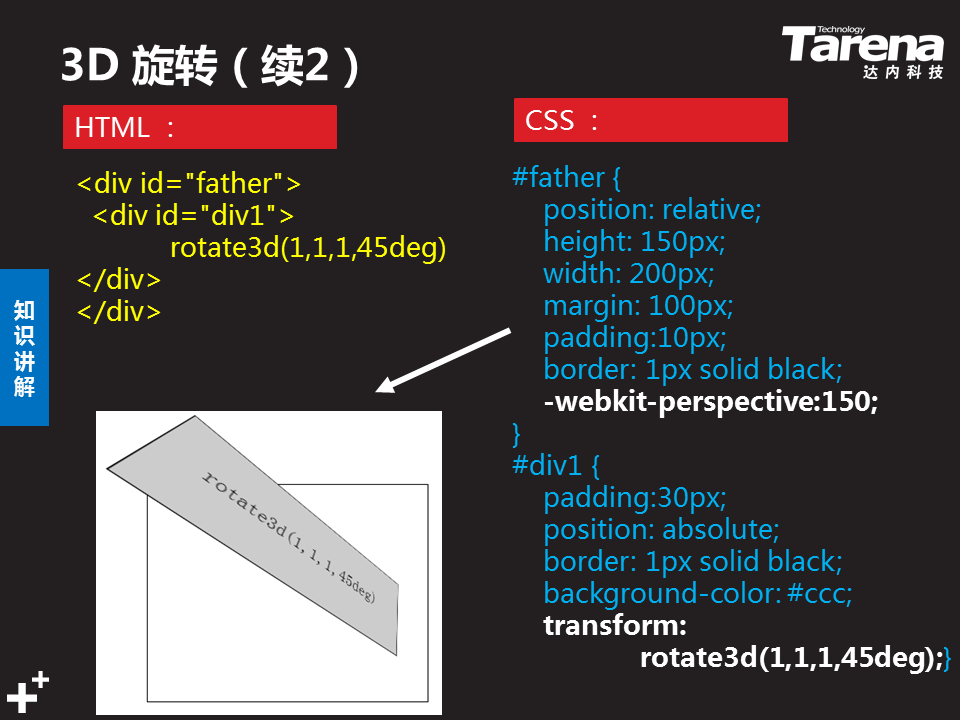 3D 旋转（续2）
Technology
Tarena
达内科技
HTML ：
<div id="father">
<div id="div1">
rotate3d(1,1,1,45deg)
</div>
</div>
知识讲解
rotate3d(1,1,1,45deg)
CSS ：
#father {
position: relative;
height: 150px;
width: 200px;
margin: 100px;
padding:10px;
border: 1px solid black;
-webkit-perspective:150;
}
#div1 {
padding:30px;
position: absolute;
border: 1px solid black;
background-color: #ccc;
transform:
rotate3d(1,1,1,45deg);}